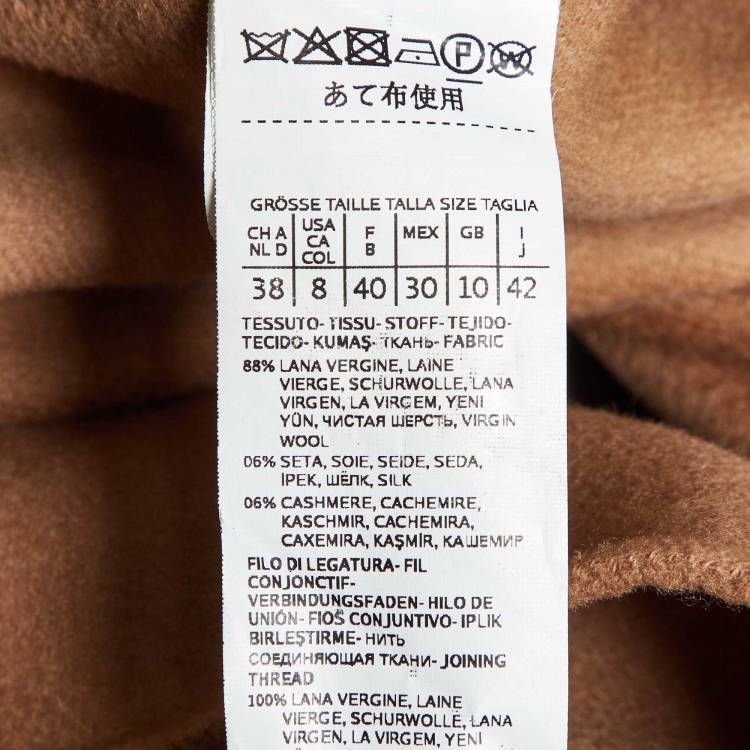 P W
あて布使用
GRÖSSE TAILLE TALLA SIZE TAGLIA
CH A NL D USA CA COL F B MEX GB I J
38 8 40 30 10 42
TESSUTO- TISSU- STOFF- TEJIDO-
TECIDO- KUMAŞ- ТКАНЬ- FABRIC
88% LANA VERGINE, LAINE
VIERGE, SCHURWOLLE, LANA
VIRGEN, LA VIRGEM, YENI
YÜN, ЧИСТАЯ ШЕРСТЬ, VIRGIN
WOOL
06% SETA, SOIE, SEIDE, SEDA,
IPEK, ШЁЛК, SILK
06% CASHMERE, CACHEMIRE,
KASCHMIR, CACHEMIRA,
CAXEMIRA, KAŞMİR, КАШЕМИР
FILO DI LEGATURA- FIL
CONJONCTIF-
VERBINDUNGSFADEN- HILO DE
UNIÓN- FIOS CONJUNTIVO- IPLIK
BIRLEŞTIRME- НИТЬ
СОЕДИНЯЮЩАЯ ТКАНИ- JOINING
THREAD
100% LANA VERGINE, LAINE
VIERGE, SCHURWOLLE, LANA
VIRGEN, LA VIRGEM, YENI